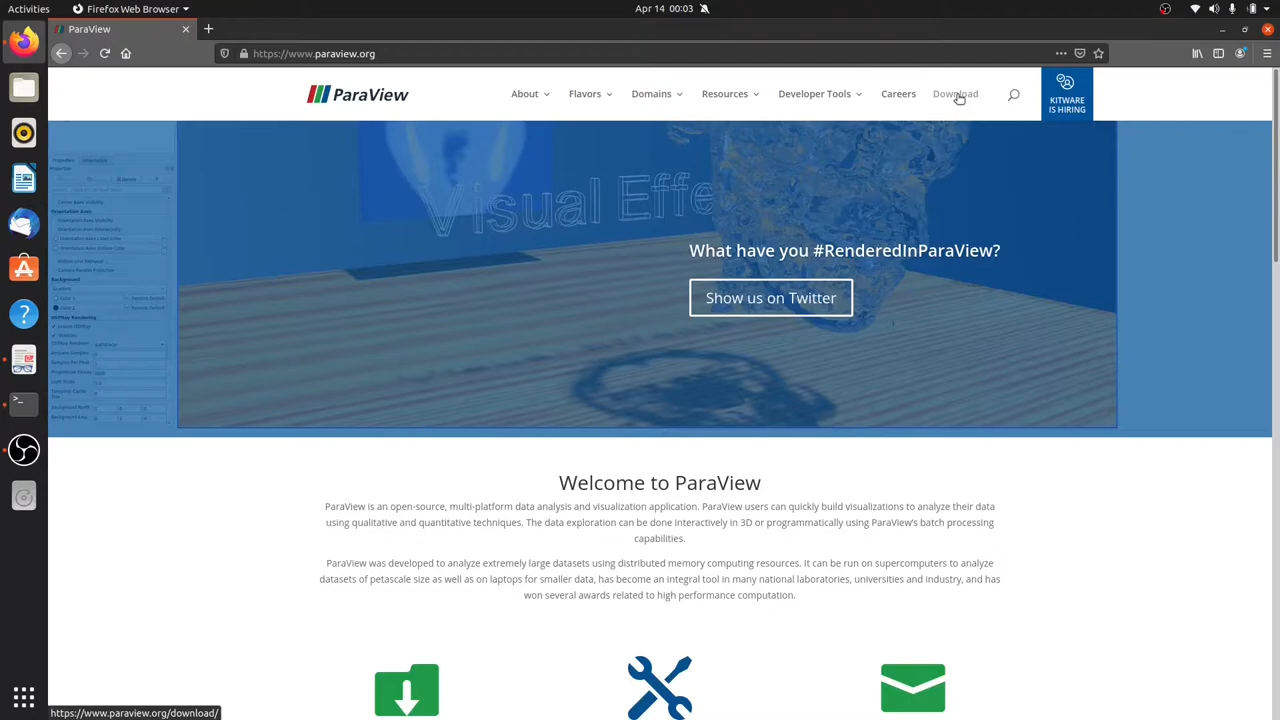 Activities
Firefox Web Browser
Apr 14 00:03
ParaView
https://www.paraview.org
ParaView
About
Flavors
Domains
Resources
Developer Tools
Careers
Download
KITWARE
IS HIRING
Visual Effe
What have you #RenderedInParaView?
Show us on Twitter
Properties
Orientation Axes
Background
Welcome to ParaView
ParaView is an open-source, multi-platform data analysis and visualization application. ParaView users can quickly build visualizations to analyze their data
using qualitative and quantitative techniques. The data exploration can be done interactively in 3D or programmatically using ParaView's batch processing
capabilities.
ParaView was developed to analyze extremely large datasets using distributed memory computing resources. It can be run on supercomputers to analyze
datasets of petascale size as well as on laptops for smaller data, has become an integral tool in many national laboratories, universities and industry, and has
won several awards related to high performance computation.
https://www.paraview.org/download/